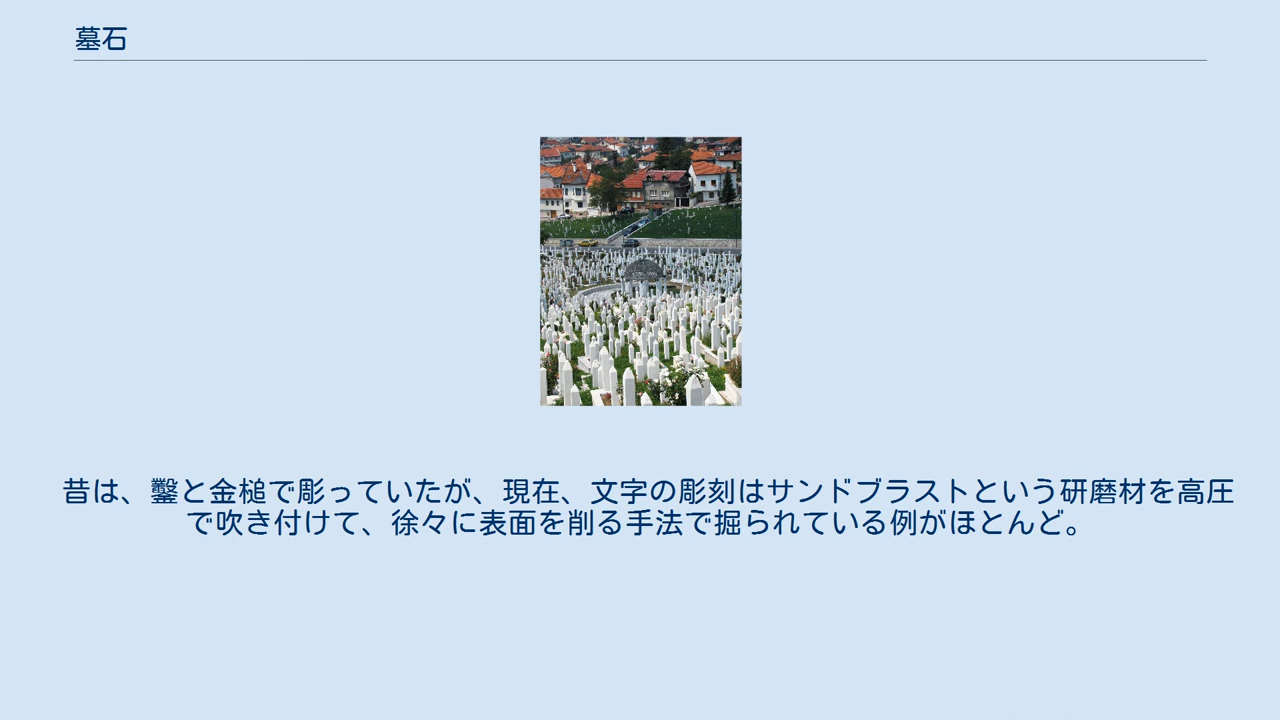 墓石
昔は、鑿と金槌で彫っていたが、現在、文字の彫刻はサンドブラストという研磨材を高圧
で吹き付けて、徐々に表面を削る手法で掘られている例がほとんど。